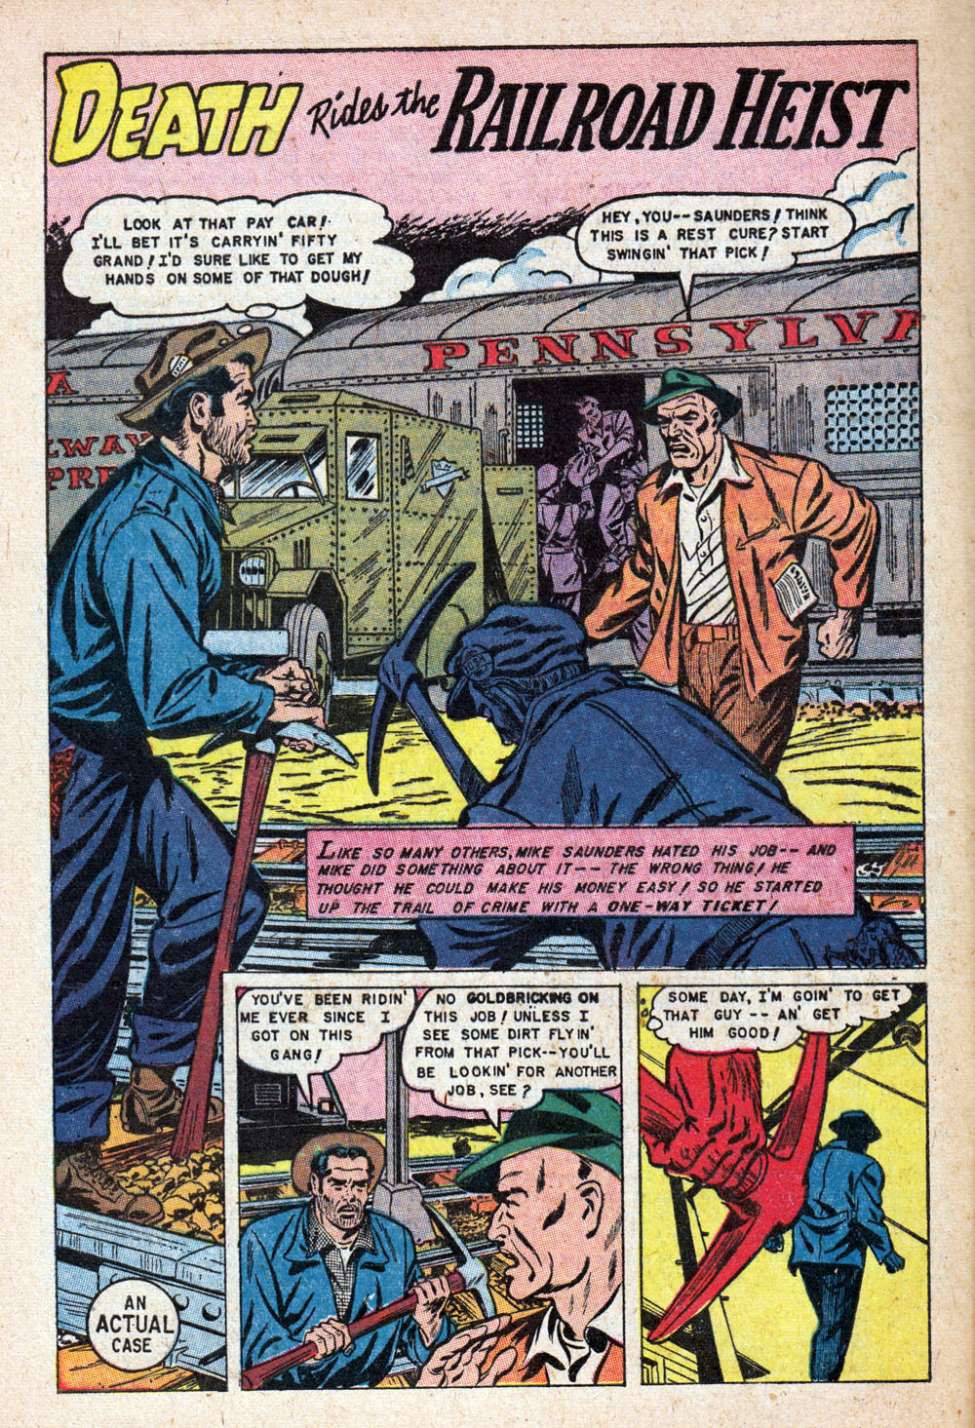 DEATH Rides the RAILROAD HEIST
LOOK AT THAT PAY CAR!
I'LL BET IT'S CARRYIN' FIFTY
GRAND! I'D SURE LIKE TO GET MY
HANDS ON SOME OF THAT DOUGH!
HEY, YOU-- SAUNDERS! THINK
THIS IS A REST CURE? START
SWINGIN' THAT PICK!
PENNSYLVA
A
LWAY
PRE
LIKE SO MANY OTHERS, MIKE SAUNDERS HATED HIS JOB-- AND
MIKE DID SOMETHING ABOUT IT-- THE WRONG THING! HE
THOUGHT HE COULD MAKE HIS MONEY EASY! SO HE STARTED
UP THE TRAIL OF CRIME WITH A ONE-WAY TICKET!
AN
ACTUAL
CASE
YOU'VE BEEN RIDIN'
ME EVER SINCE I
GOT ON THIS
GANG!
NO GOLDBRICKING ON
THIS JOB! UNLESS I
SEE SOME DIRT FLYIN'
FROM THAT PICK--YOU'LL
BE LOOKIN' FOR ANOTHER
JOB, SEE?
SOME DAY, I'M GOIN' TO GET
THAT GUY -- AN' GET
HIM GOOD!